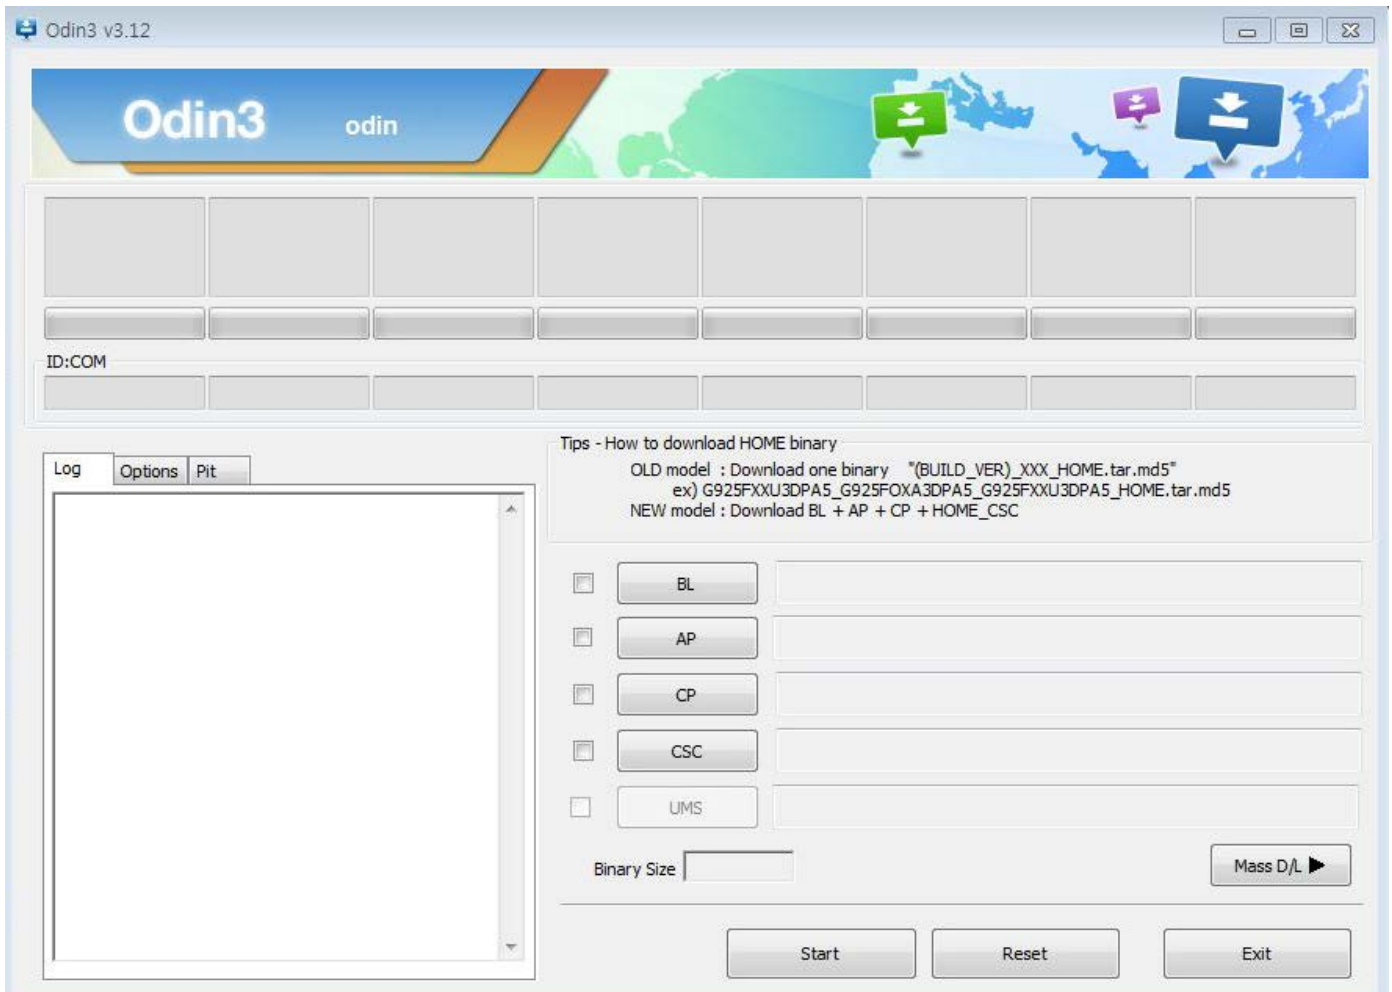 Odin3 v3.12
Odin3 odin
ID:COM
Log Options Pit
Tips - How to download HOME binary
OLD model : Download one binary "(BUILD_VER)_XXX_HOME.tar.md5"
ex) G925FXXU3DPA5_G925FOXA3DPA5_G925FXXU3DPA5_HOME.tar.md5
NEW model : Download BL + AP + CP + HOME_CSC
BL
AP
CP
CSC
UMS
Binary Size
Mass D/L
Start Reset Exit